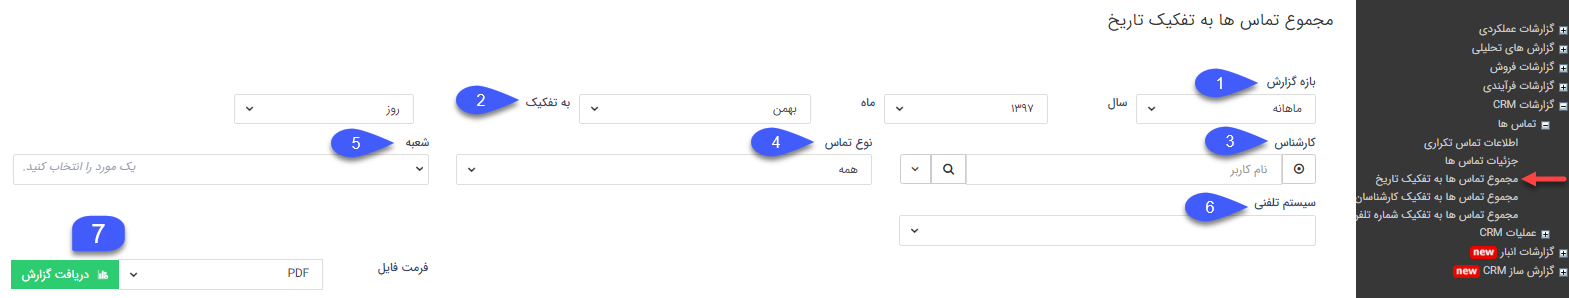 مجموع تماس ها به تفکیک تاریخ
بازه گزارش 1
ماهانه سال ۱۳۹۷ ماه بهمن به تفکیک 2 روز
کارشناس 3 نوع تماس 4 شعبه 5
نام کاربر همه یک مورد را انتخاب کنید.
سیستم تلفنی 6
7
فرمت فایل PDF دریافت گزارش
گزارشات عملکردی
گزارش های تحلیلی
گزارشات فروش
گزارشات فرآیندی
گزارشات CRM
تماس ها
اطلاعات تماس تکراری
جزئیات تماس ها
مجموع تماس ها به تفکیک تاریخ
مجموع تماس ها به تفکیک کارشناسان
مجموع تماس ها به تفکیک شماره تلفن
عملیات CRM
گزارشات انبار new
گزارش ساز CRM new